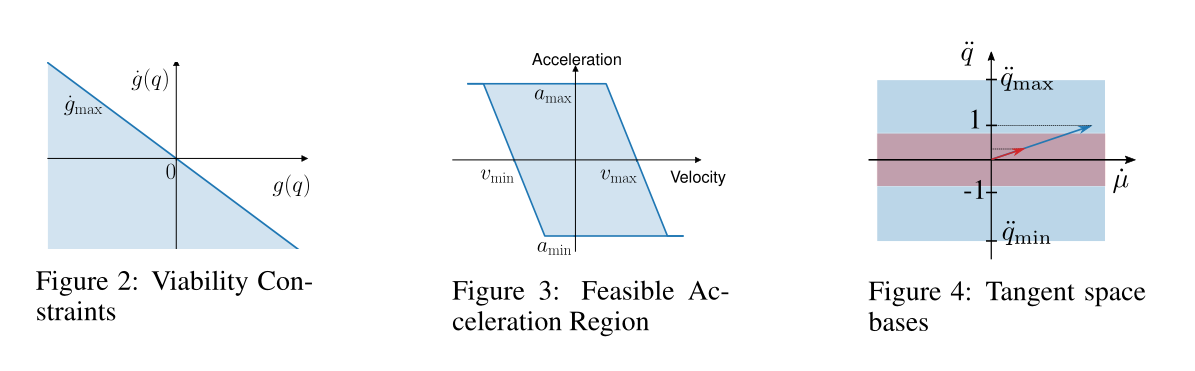 ġ(q)
ġmax
0
g(q)
Figure 2: Viability Con-
straints
Acceleration
amax
vmin
vmax
Velocity
amin
Figure 3: Feasible Ac-
celeration Region
q̈
q̈max
1
μ̇
-1
q̈min
Figure 4: Tangent space
bases